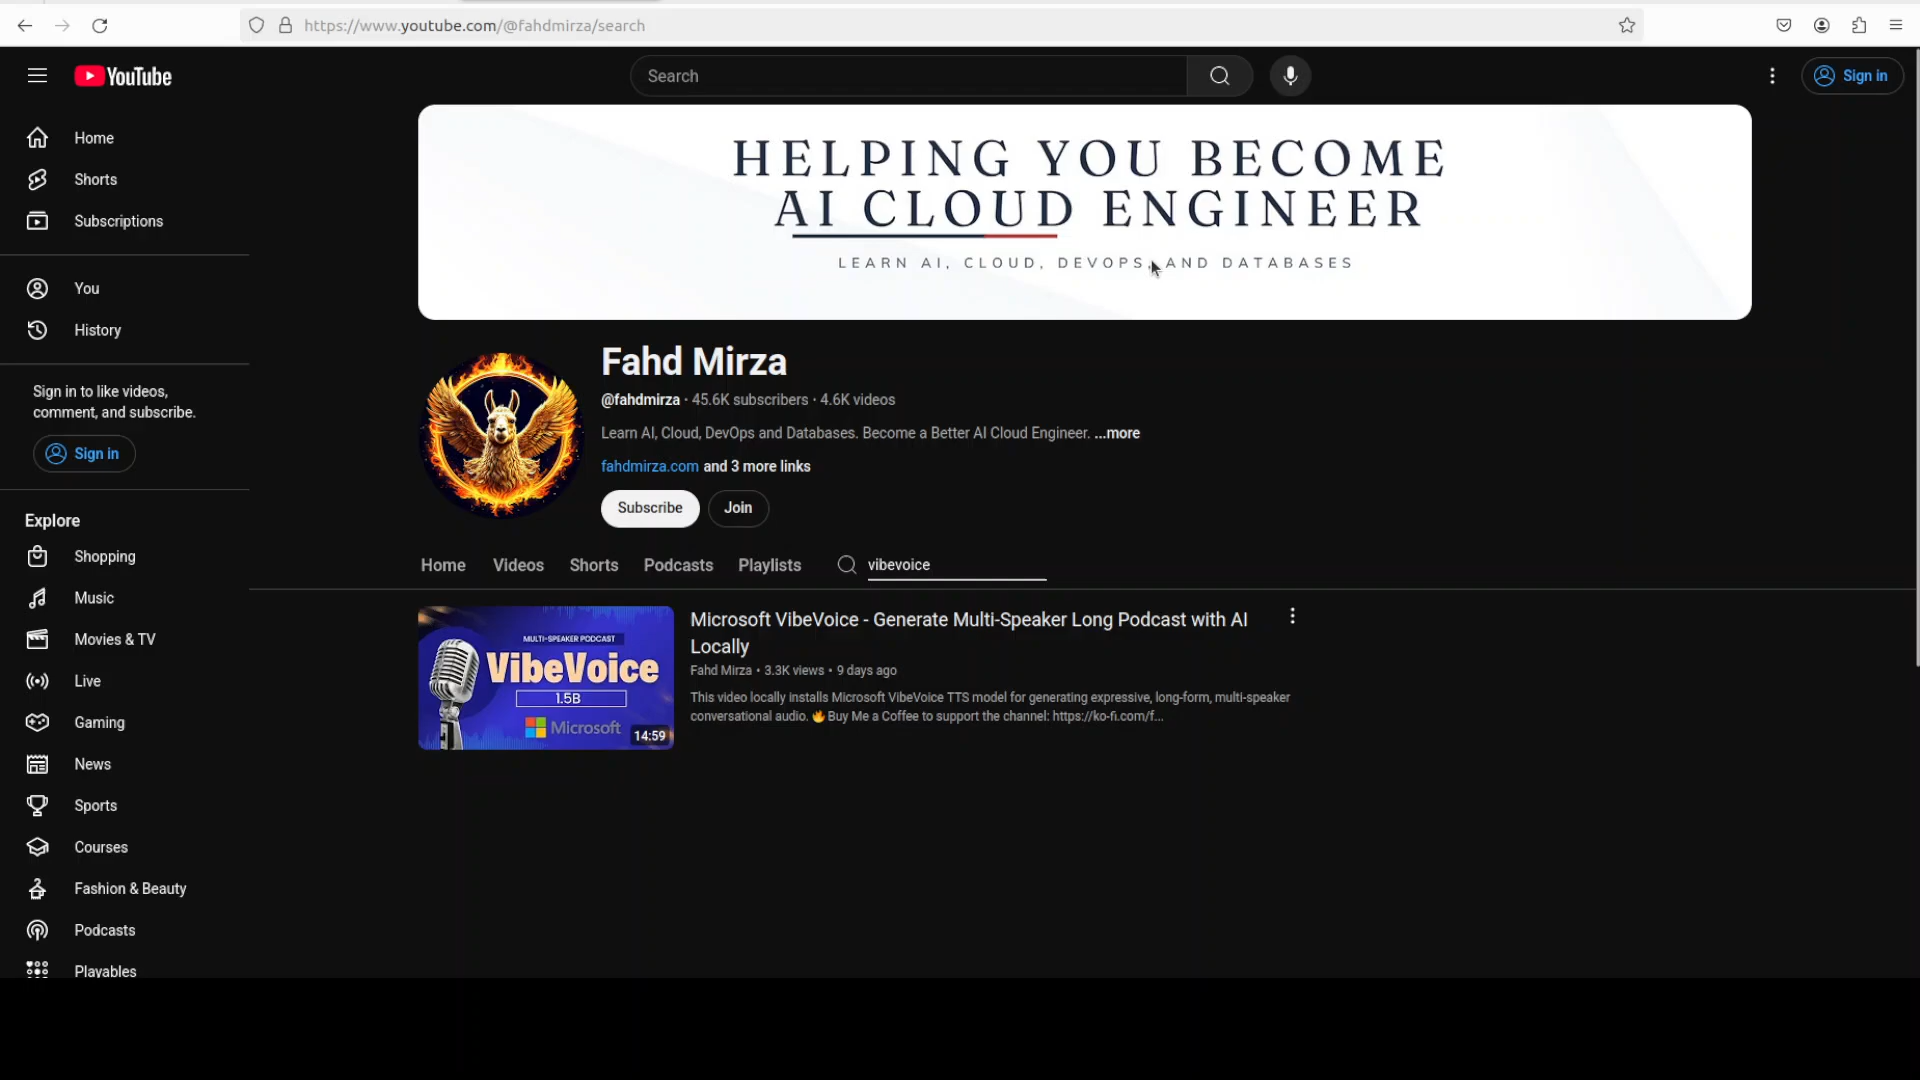 https://www.youtube.com/@fahdmirza/search
YouTube
Search
Sign in
Home
Shorts
Subscriptions
You
History
Sign in to like videos,
comment, and subscribe.
Sign in
Explore
Shopping
Music
Movies & TV
Live
Gaming
News
Sports
Courses
Fashion & Beauty
Podcasts
Playables
HELPING YOU BECOME
AI CLOUD ENGINEER
LEARN AI, CLOUD, DEVOPS, AND DATABASES
Fahd Mirza
@fahdmirza • 45.6K subscribers • 4.6K videos
Learn AI, Cloud, DevOps and Databases. Become a Better AI Cloud Engineer. ...more
fahdmirza.com and 3 more links
Subscribe Join
Home Videos Shorts Podcasts Playlists vibevoice
MULTI-SPEAKER PODCAST
VibeVoice
1.5B
Microsoft
14:59
Microsoft VibeVoice - Generate Multi-Speaker Long Podcast with AI
Locally
Fahd Mirza • 3.3K views • 9 days ago
This video locally installs Microsoft VibeVoice TTS model for generating expressive, long-form, multi-speaker
conversational audio. 🔥 Buy Me a Coffee to support the channel: https://ko-fi.com/f...